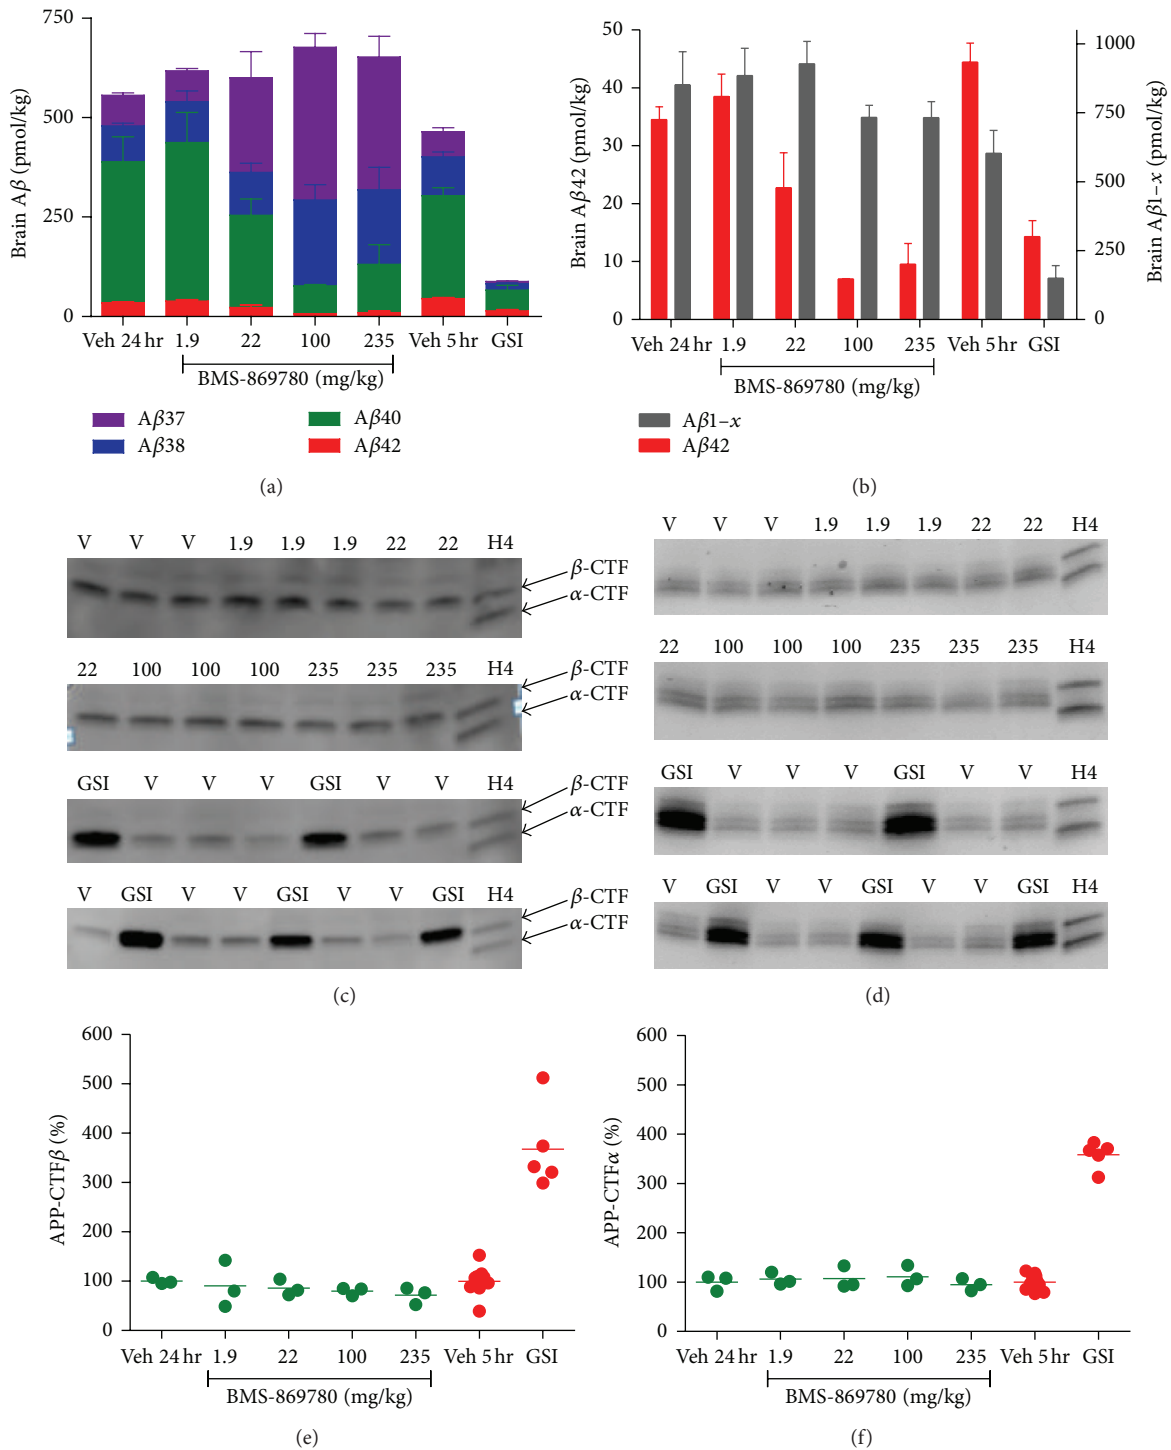 750
500
250
0
Brain Aβ (pmol/kg)
Veh 24 hr 1.9 22 100 235 Veh 5 hr GSI
BMS-869780 (mg/kg)
Aβ37 Aβ40
Aβ38 Aβ42
(a)
50
40
30
20
10
0
Brain Aβ42 (pmol/kg)
1000
750
500
250
0
Brain Aβ1–x (pmol/kg)
Veh 24 hr 1.9 22 100 235 Veh 5 hr GSI
BMS-869780 (mg/kg)
Aβ1–x
Aβ42
(b)
V V V 1.9 1.9 1.9 22 22 H4
β-CTF
α-CTF
22 100 100 100 235 235 235 H4
β-CTF
α-CTF
GSI V V V GSI V V H4
β-CTF
α-CTF
V GSI V V GSI V V GSI H4
β-CTF
α-CTF
(c)
V V V 1.9 1.9 1.9 22 22 H4
22 100 100 100 235 235 235 H4
GSI V V V GSI V V H4
V GSI V V GSI V V GSI H4
(d)
600
500
400
300
200
100
0
APP-CTFβ (%)
Veh 24 hr 1.9 22 100 235 Veh 5 hr GSI
BMS-869780 (mg/kg)
(e)
600
500
400
300
200
100
0
APP-CTFα (%)
Veh 24 hr 1.9 22 100 235 Veh 5 hr GSI
BMS-869780 (mg/kg)
(f)